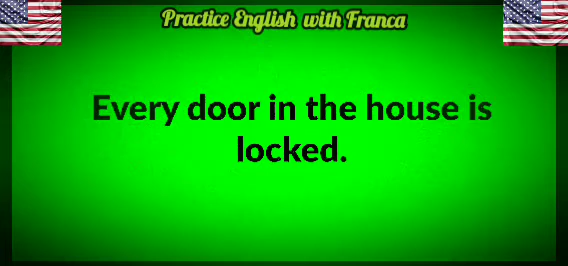 Practice English with Franca
Every door in the house is
locked.